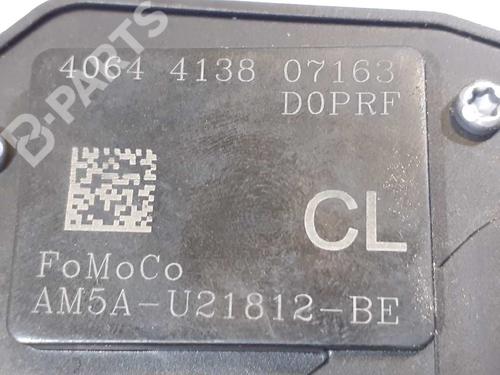 B-PARTS
4064 4138 07163
D0PRF
CL
FoMoCo
AM5A-U21812-BE